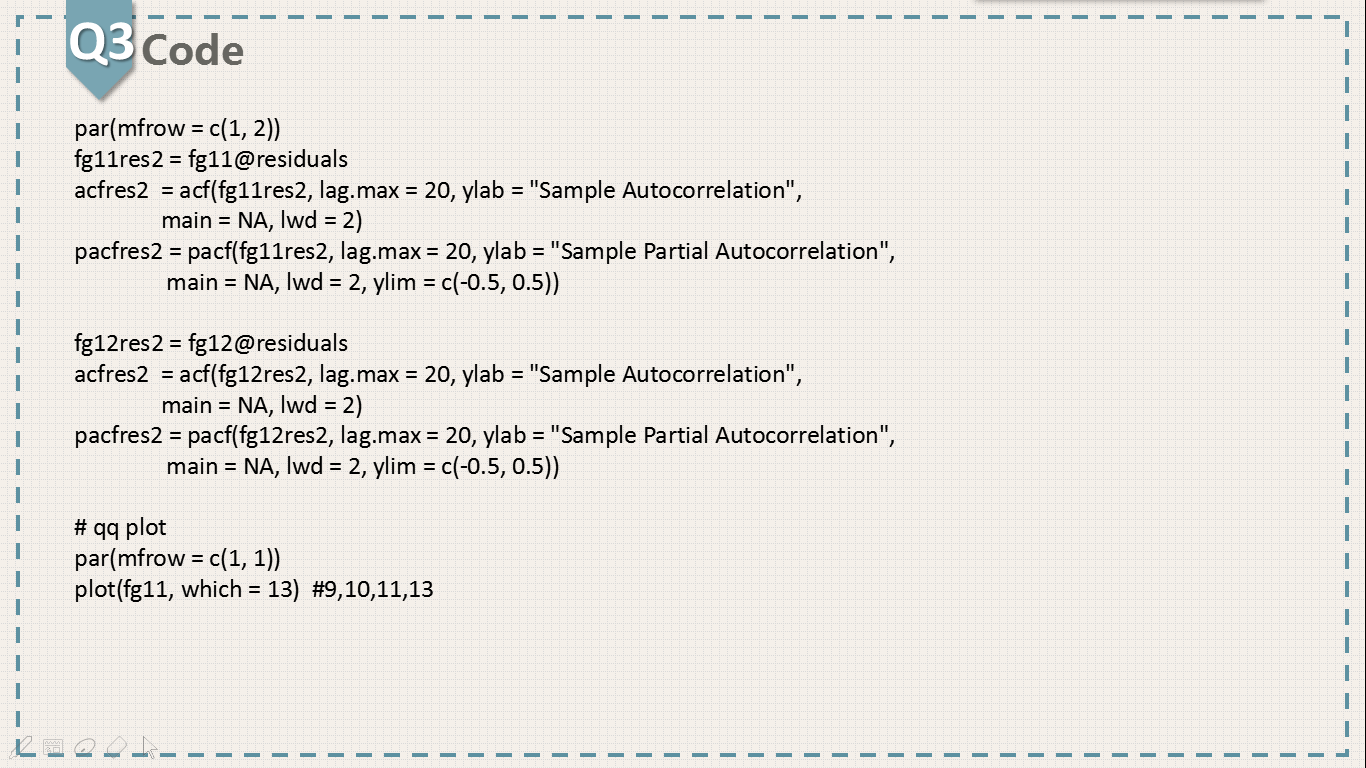 Q3 Code
par(mfrow = c(1, 2))
fg11res2 = fg11@residuals
acfres2  = acf(fg11res2, lag.max = 20, ylab = "Sample Autocorrelation",
main = NA, lwd = 2)
pacfres2 = pacf(fg11res2, lag.max = 20, ylab = "Sample Partial Autocorrelation",
main = NA, lwd = 2, ylim = c(-0.5, 0.5))
fg12res2 = fg12@residuals
acfres2  = acf(fg12res2, lag.max = 20, ylab = "Sample Autocorrelation",
main = NA, lwd = 2)
pacfres2 = pacf(fg12res2, lag.max = 20, ylab = "Sample Partial Autocorrelation",
main = NA, lwd = 2, ylim = c(-0.5, 0.5))
# qq plot
par(mfrow = c(1, 1))
plot(fg11, which = 13)  #9,10,11,13